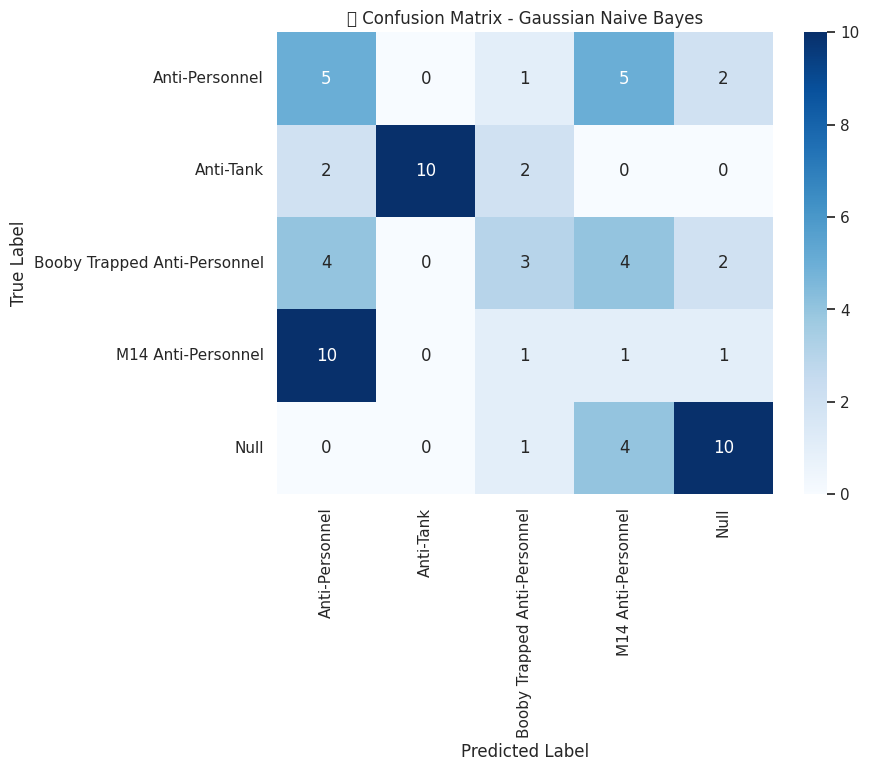 ▯ Confusion Matrix - Gaussian Naive Bayes
True Label
Anti-Personnel 5 0 1 5 2
Anti-Tank 2 10 2 0 0
Booby Trapped Anti-Personnel 4 0 3 4 2
M14 Anti-Personnel 10 0 1 1 1
Null 0 0 1 4 10
Anti-Personnel
Anti-Tank
Booby Trapped Anti-Personnel
M14 Anti-Personnel
Null
Predicted Label
10
8
6
4
2
0